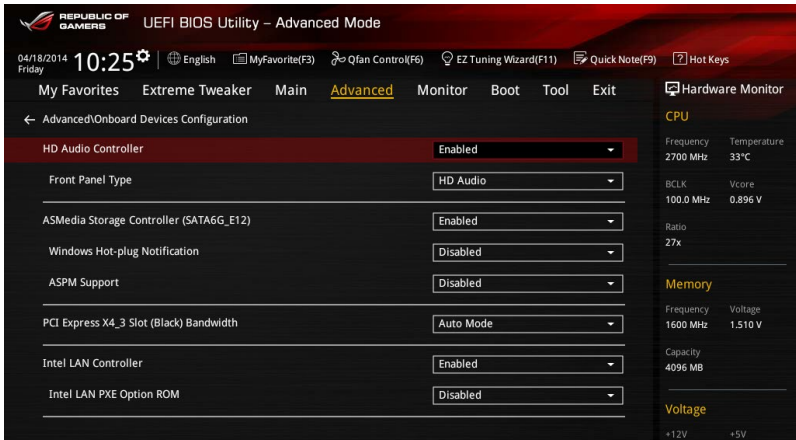 REPUBLIC OF
GAMERS
UEFI BIOS Utility – Advanced Mode
04/18/2014
Friday
10:25
English
MyFavorite(F3)
Qfan Control(F6)
EZ Tuning Wizard(F11)
Quick Note(F9)
? Hot Keys
My Favorites Extreme Tweaker Main Advanced Monitor Boot Tool Exit
← Advanced\Onboard Devices Configuration
HD Audio Controller Enabled
Front Panel Type HD Audio
ASMedia Storage Controller (SATA6G_E12) Enabled
Windows Hot-plug Notification Disabled
ASPM Support Disabled
PCI Express X4_3 Slot (Black) Bandwidth Auto Mode
Intel LAN Controller Enabled
Intel LAN PXE Option ROM Disabled
Hardware Monitor
CPU
Frequency Temperature
2700 MHz 33°C
BCLK Vcore
100.0 MHz 0.896 V
Ratio
27x
Memory
Frequency Voltage
1600 MHz 1.510 V
Capacity
4096 MB
Voltage
+12V +5V